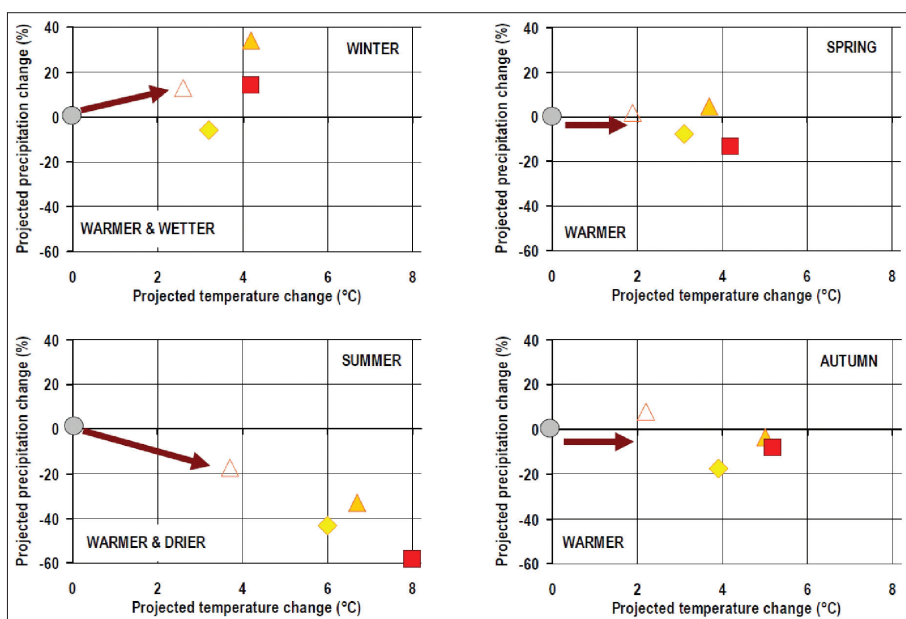 Projected precipitation change (%)
40
20
0
-20
-40
-60
WINTER
WARMER & WETTER
0 2 4 6 8
Projected temperature change (°C)
Projected precipitation change (%)
40
20
0
-20
-40
-60
SPRING
WARMER
0 2 4 6 8
Projected temperature change (°C)
Projected precipitation change (%)
40
20
0
-20
-40
-60
SUMMER
WARMER & DRIER
0 2 4 6 8
Projected temperature change (°C)
Projected precipitation change (%)
40
20
0
-20
-40
-60
AUTUMN
WARMER
0 2 4 6 8
Projected temperature change (°C)